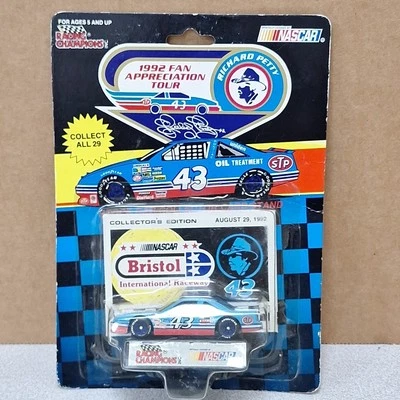 FOR AGES 5 AND UP
RACING
CHAMPIONS
NASCAR
1992 FAN
APPRECIATION
TOUR
43
RICHARD PETTY
COLLECT
ALL 29
OIL TREATMENT
STP
43
STAND
COLLECTOR'S EDITION
AUGUST 29, 1992
NASCAR
Bristol
International Raceway
43
43
RACING
CHAMPIONS
NASCAR